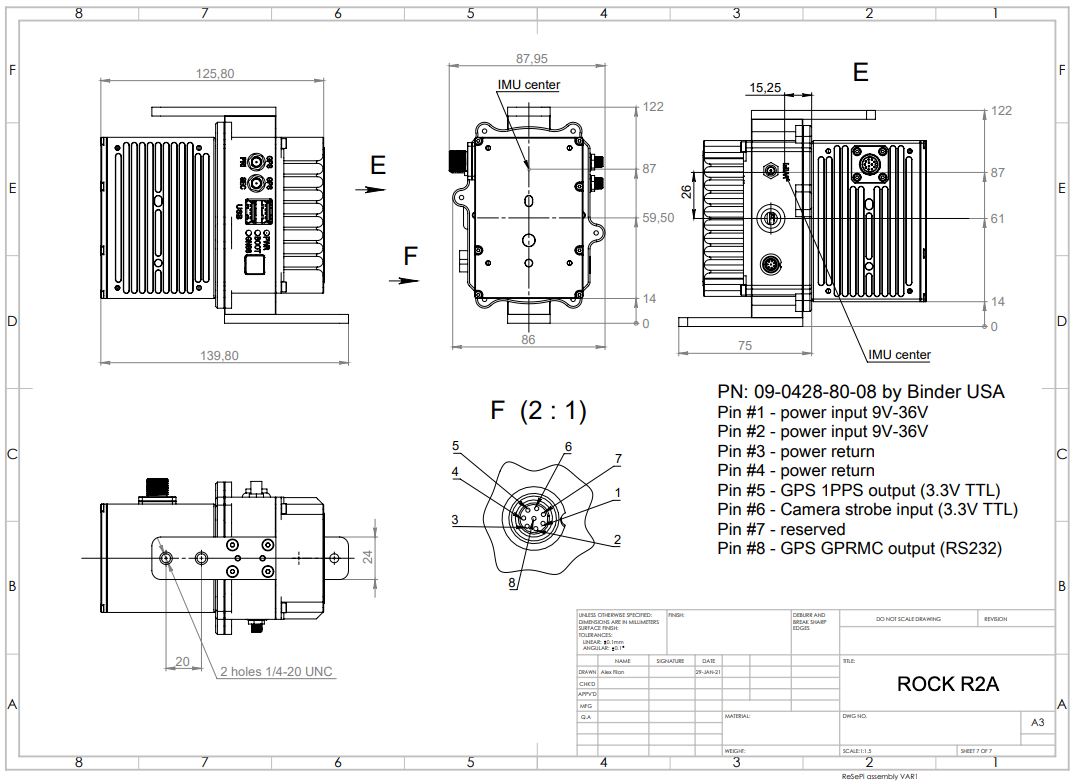 8 7 6 5 4 3 2 1
F
E
D
C
B
A
F
E
D
C
B
A
125,80
GPS PRI
GPS SEC
USB
PWR
BOOT
139,80
E
F
87,95
IMU center
122
87
59,50
14
0
86
E
15,25
122
26
87
61
14
0
75
IMU center
F (2 : 1)
5
6
4
7
1
3
2
8
24
20
2 holes 1/4-20 UNC
PN: 09-0428-80-08 by Binder USA
Pin #1 - power input 9V-36V
Pin #2 - power input 9V-36V
Pin #3 - power return
Pin #4 - power return
Pin #5 - GPS 1PPS output (3.3V TTL)
Pin #6 - Camera strobe input (3.3V TTL)
Pin #7 - reserved
Pin #8 - GPS GPRMC output (RS232)
UNLESS OTHERWISE SPECIFIED:
DIMENSIONS ARE IN MILLIMETERS
SURFACE FINISH:
TOLERANCES:
LINEAR: ±0.1mm
ANGULAR: ±0.1°
FINISH:
DEBURR AND
BREAK SHARP
EDGES
DO NOT SCALE DRAWING
REVISION
NAME SIGNATURE DATE
DRAWN Alex Flion 29-JAN-21
CHK'D
APPV'D
MFG
Q.A
TITLE:
ROCK R2A
MATERIAL:
DWG NO.
A3
WEIGHT:
SCALE:1:1.5
SHEET 7 OF 7
8 7 6 5 4 3 2 1
ReSePi assembly VAR1